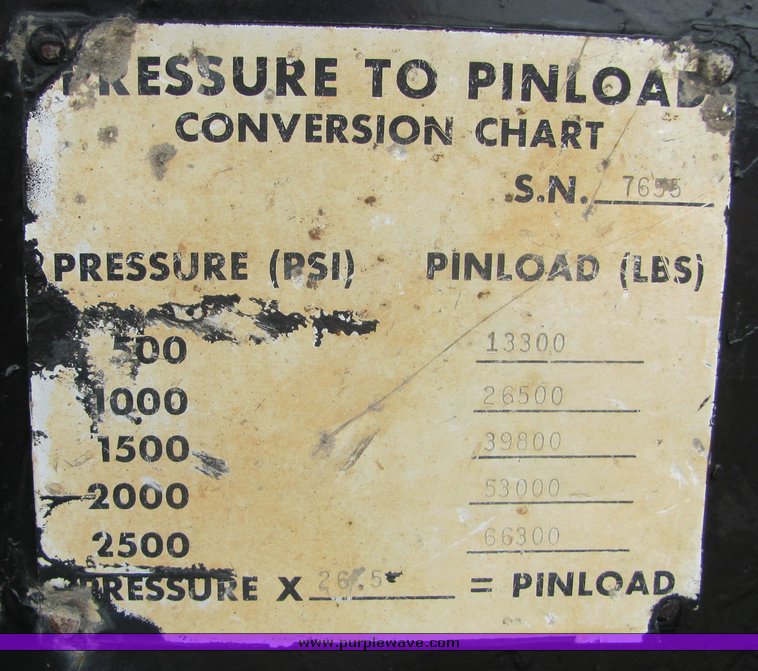 PRESSURE TO PINLOAD
CONVERSION CHART
S.N. 7655
PRESSURE (PSI) PINLOAD (LBS)
500 13300
1000 26500
1500 39800
2000 53000
2500 66300
PRESSURE X 26.5 = PINLOAD
www.purplewave.com